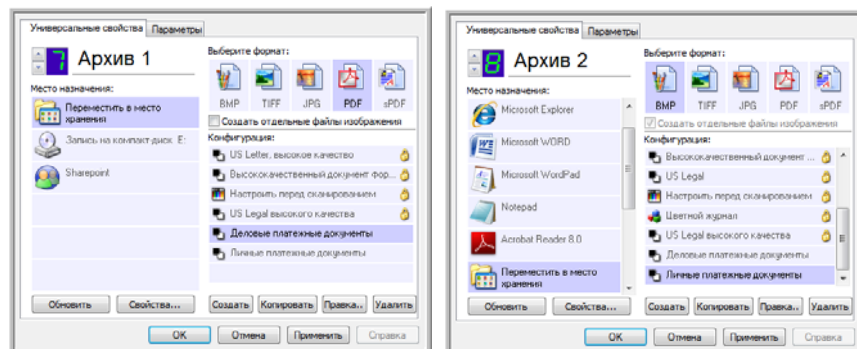 Универсальные свойства Параметры
7 Архив 1
Выберите формат:
BMP TIFF JPG PDF sPDF
Создать отдельные файлы изображения
Место назначения:
Переместить в место
хранения
Запись на компакт-диск E:
Sharepoint
Конфигурация:
US Letter, высокое качество
Высококачественный документ фор...
Настроить перед сканированием
US Legal высокого качества
Деловые платежные документы
Личные платежные документы
Обновить Свойства... Создать Копировать Правка.. Удалить
OK Отмена Применить Справка
Универсальные свойства Параметры
8 Архив 2
Выберите формат:
BMP TIFF JPG PDF sPDF
Создать отдельные файлы изображения
Место назначения:
Microsoft Explorer
Microsoft WORD
Microsoft WordPad
Notepad
Acrobat Reader 8.0
Переместить в место
хранения
Конфигурация:
Высококачественный документ ...
US Legal
Настроить перед сканированием
Цветной журнал
US Legal высокого качества
Деловые платежные документы
Личные платежные документы
Обновить Свойства... Создать Копировать Правка.. Удалить
OK Отмена Применить Справка